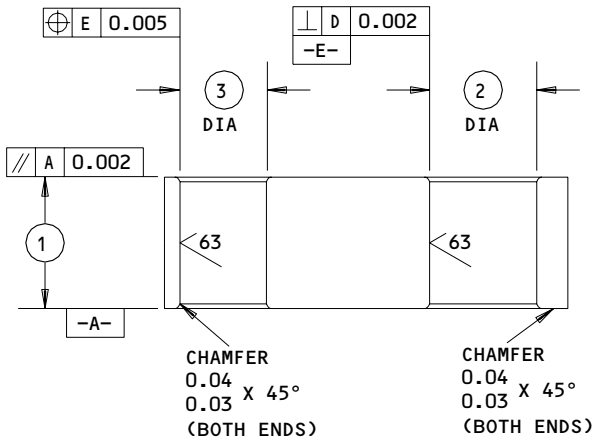 ⌖ E 0.005
⊥ D 0.002
-E-
3
DIA
2
DIA
// A 0.002
1
63
63
-A-
CHAMFER
0.04
0.03 X 45°
(BOTH ENDS)
CHAMFER
0.04
0.03 X 45°
(BOTH ENDS)